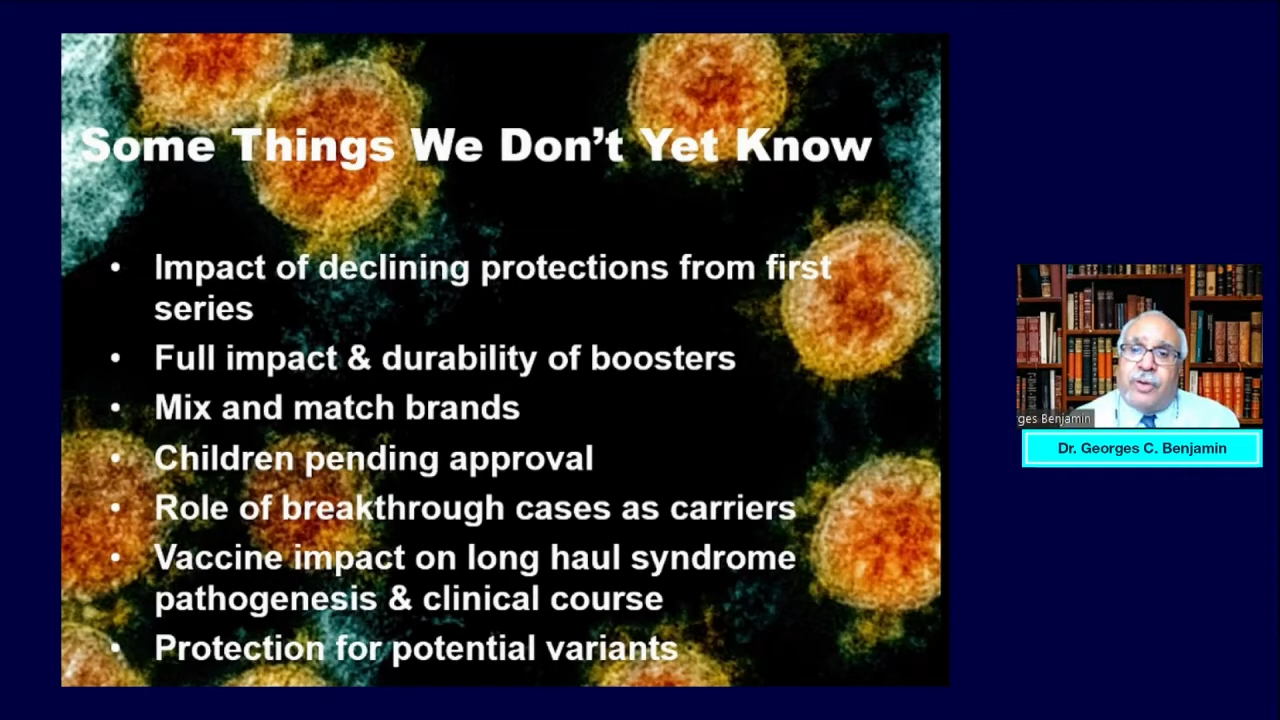 Some Things We Don't Yet Know
• Impact of declining protections from first
series
• Full impact & durability of boosters
• Mix and match brands
• Children pending approval
• Role of breakthrough cases as carriers
• Vaccine impact on long haul syndrome
pathogenesis & clinical course
• Protection for potential variants
ges Benjamin
Dr. Georges C. Benjamin